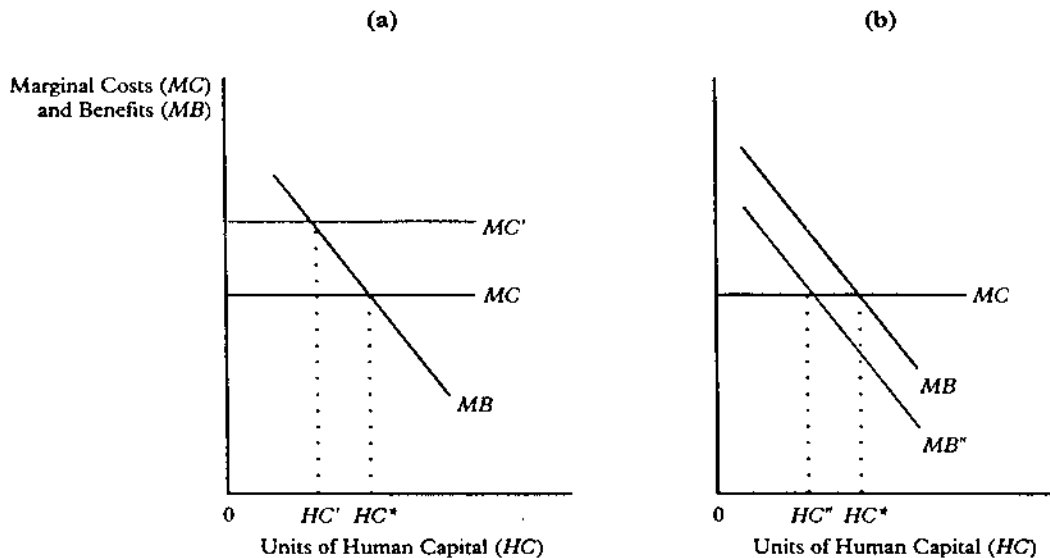 (a)
Marginal Costs (MC)
and Benefits (MB)
MC'
MC
MB
0
HC'
HC*
Units of Human Capital (HC)
(b)
MC
MB
MB"
0
HC"
HC*
Units of Human Capital (HC)